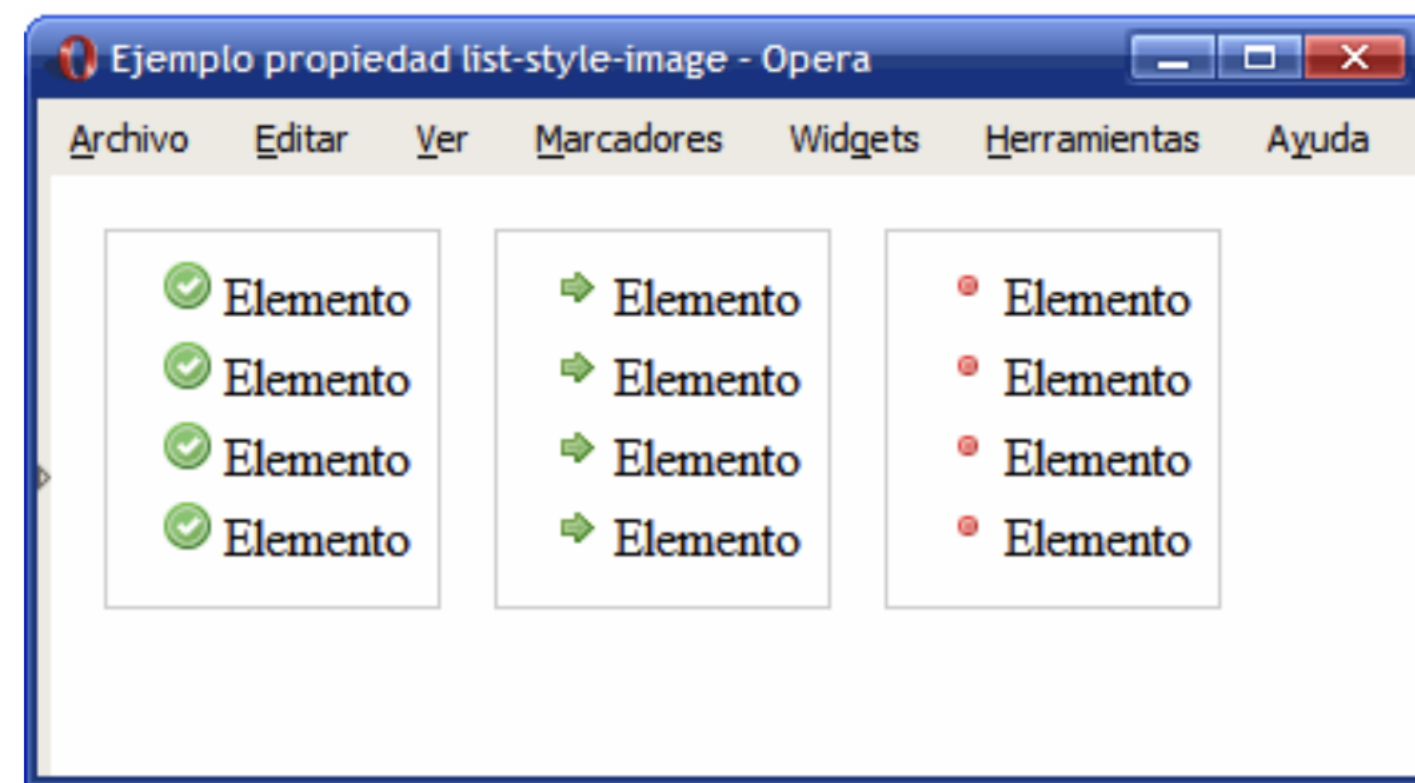 Ejemplo propiedad list-style-image - Opera
Archivo Editar Ver Marcadores Widgets Herramientas Ayuda
Elemento Elemento Elemento
Elemento Elemento Elemento
Elemento Elemento Elemento
Elemento Elemento Elemento